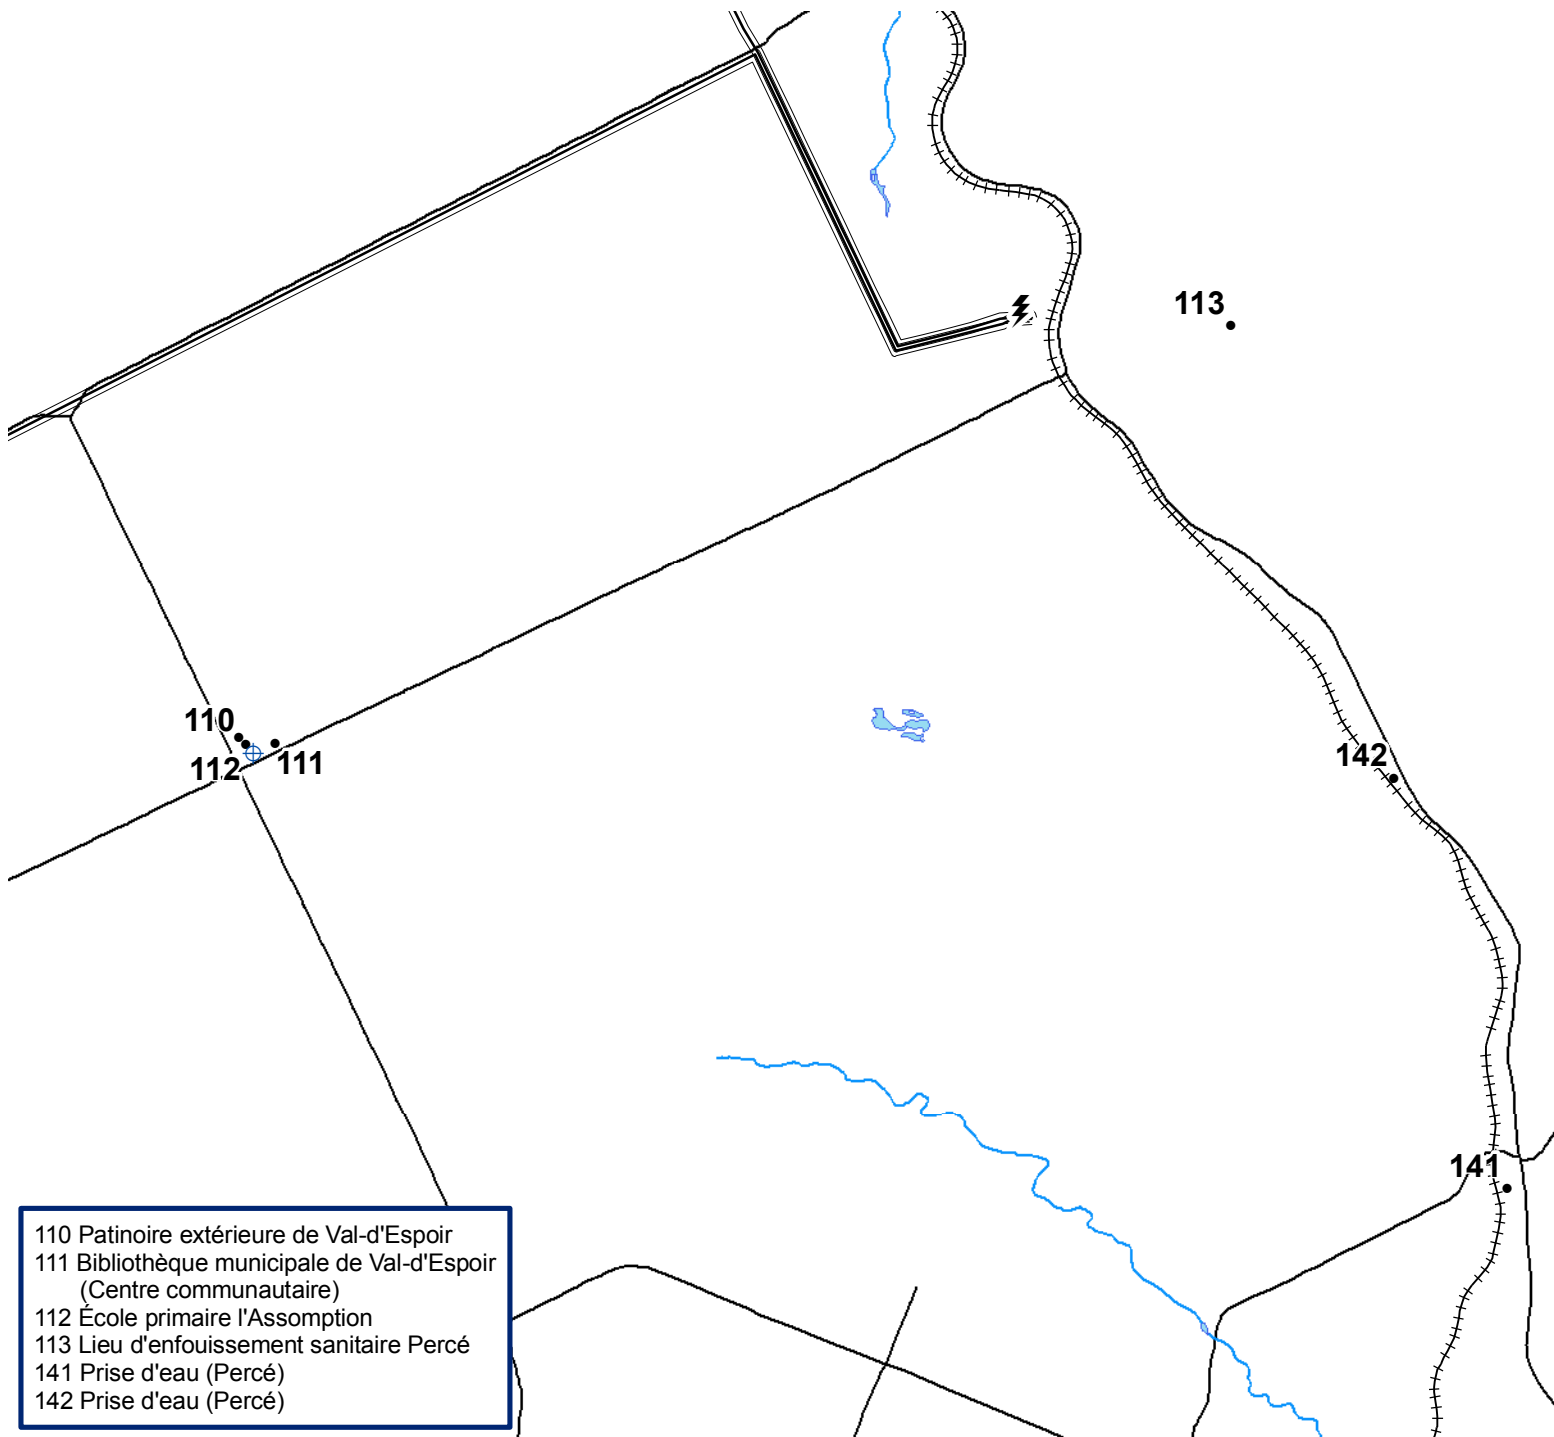 113
110
112
111
142
141
110 Patinoire extérieure de Val-d'Espoir
111 Bibliothèque municipale de Val-d'Espoir
(Centre communautaire)
112 École primaire l'Assomption
113 Lieu d'enfouissement sanitaire Percé
141 Prise d'eau (Percé)
142 Prise d'eau (Percé)